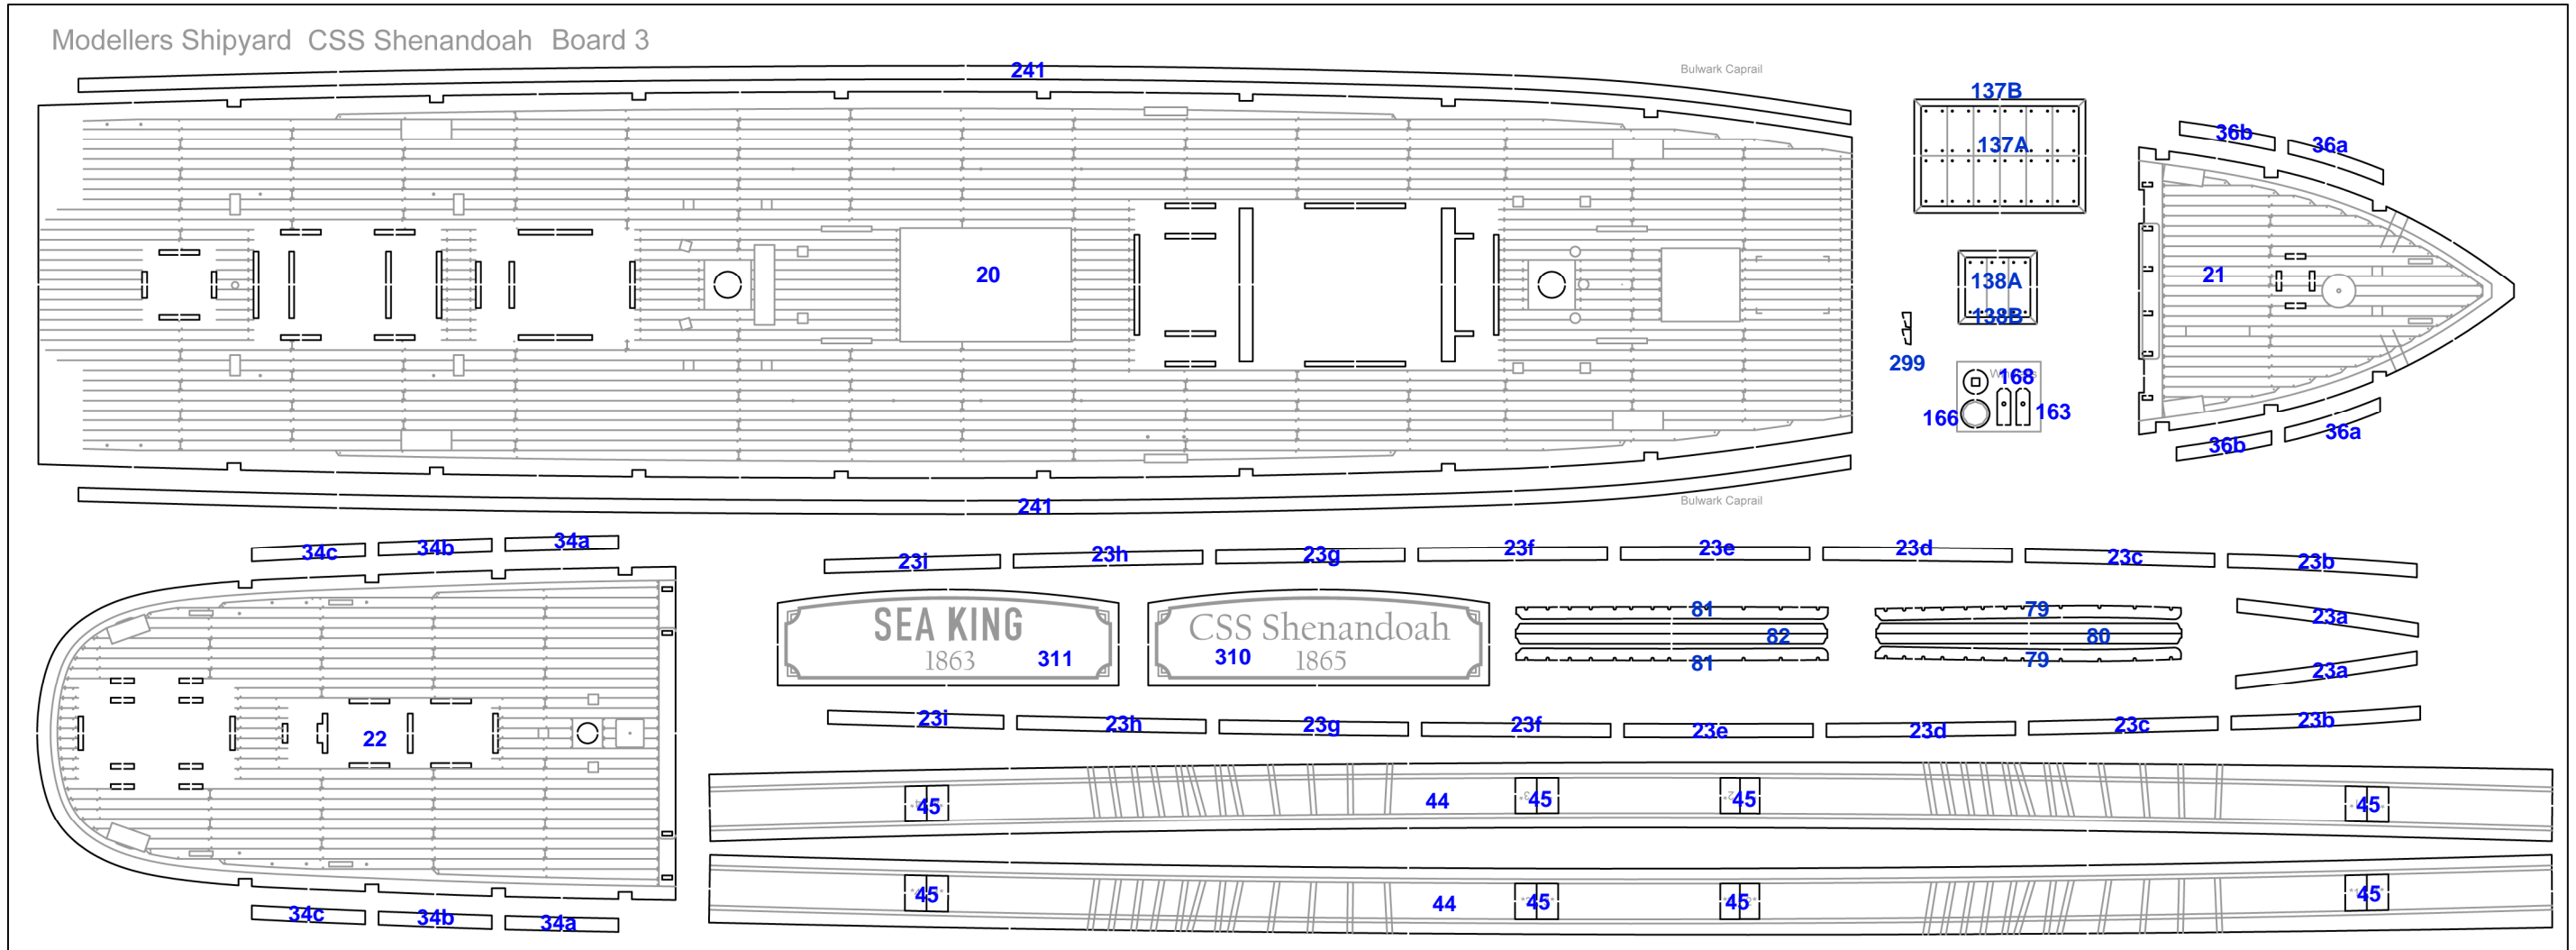 Modellers Shipyard CSS Shenandoah Board 3
241
Bulwark Caprail
137B
137A
36b
36a
20
138A
138B
21
299
168
166
163
36a
36b
241
Bulwark Caprail
34c
34b
34a
23i
23h
23g
23f
23e
23d
23c
23b
SEA KING
1863
311
CSS Shenandoah
1865
310
81
82
81
79
80
79
23a
23a
22
23i
23h
23g
23f
23e
23d
23c
23b
45
44
45
45
45
45
44
45
45
45
34c
34b
34a